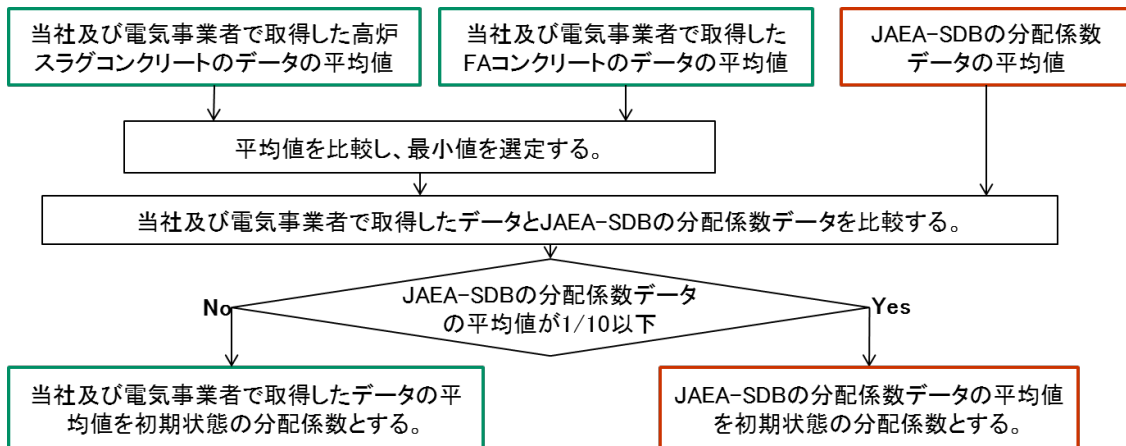 当社及び電気事業者で取得した高炉
スラグコンクリートのデータの平均値
当社及び電気事業者で取得した
FAコンクリートのデータの平均値
JAEA-SDBの分配係数
データの平均値
平均値を比較し、最小値を選定する。
当社及び電気事業者で取得したデータとJAEA-SDBの分配係数データを比較する。
JAEA-SDBの分配係数データ
の平均値が1/10以下
No
Yes
当社及び電気事業者で取得したデータの平
均値を初期状態の分配係数とする。
JAEA-SDBの分配係数データの平均値
を初期状態の分配係数とする。